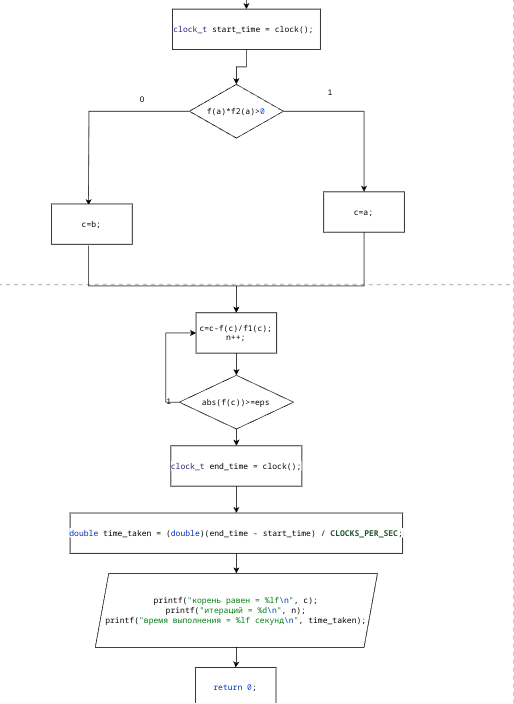 clock_t start_time = clock();
0
1
f(a)*f2(a)>0
c=b;
c=a;
c=c-f(c)/f1(c);
n++;
1
abs(f(c))>=eps
clock_t end_time = clock();
double time_taken = (double)(end_time - start_time) / CLOCKS_PER_SEC;
printf("корень равен = %lf\n", c);
printf("итераций = %d\n", n);
printf("время выполнения = %lf секунд\n", time_taken);
return 0;